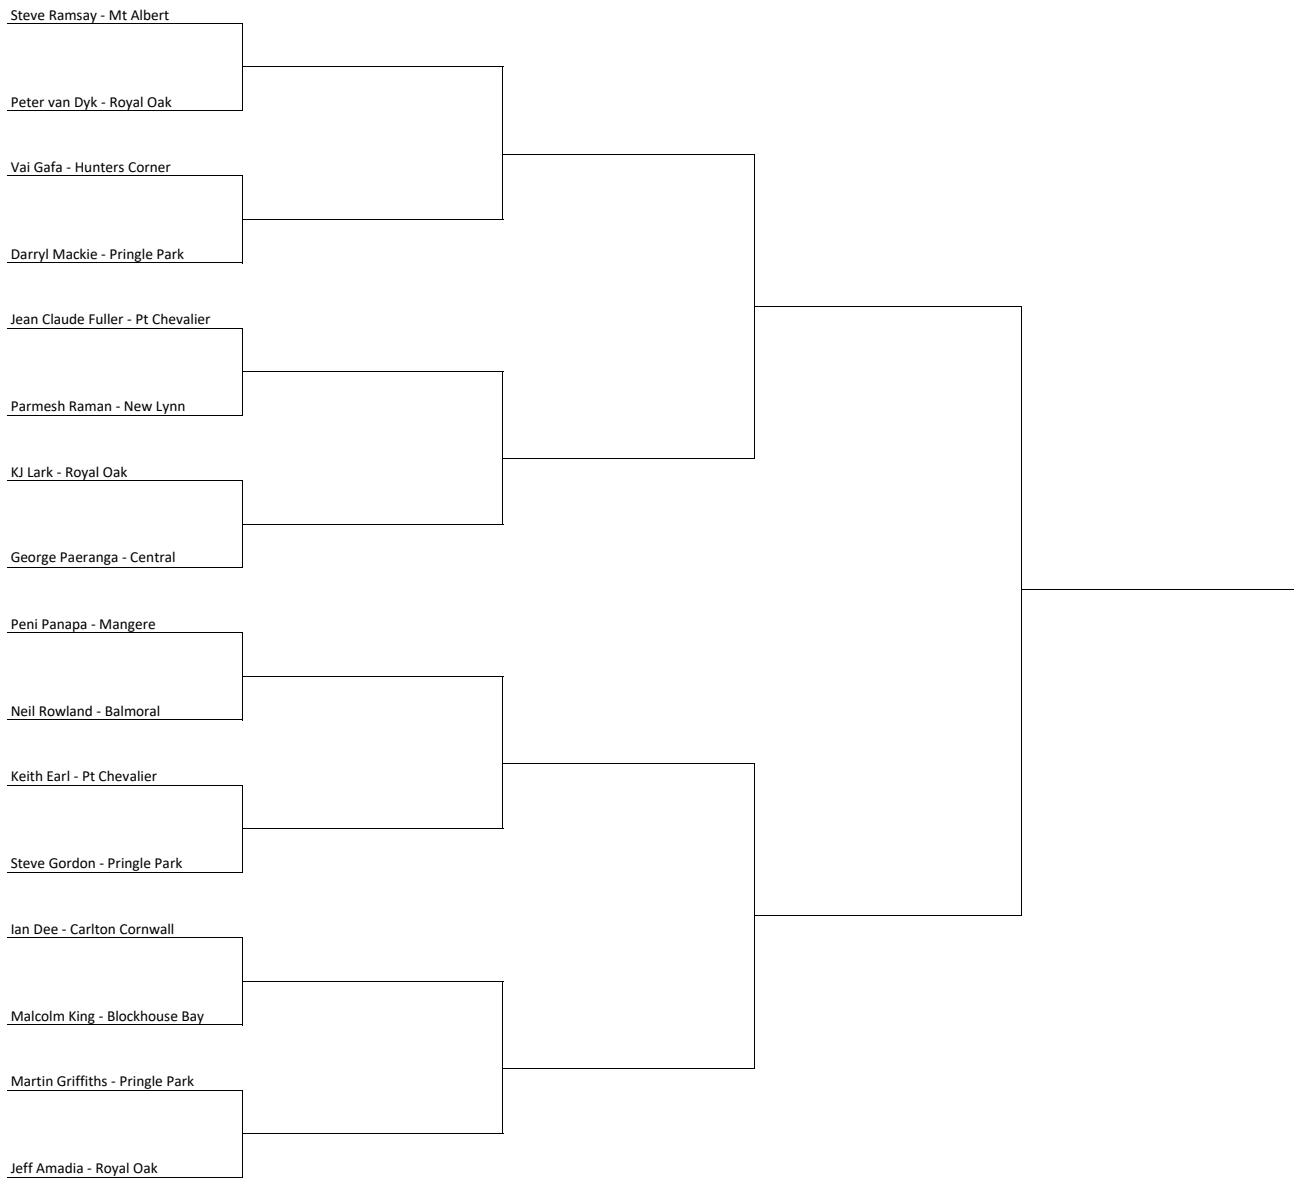 Steve Ramsay - Mt Albert
Peter van Dyk - Royal Oak
Vai Gafa - Hunters Corner
Darryl Mackie - Pringle Park
Jean Claude Fuller - Pt Chevalier
Parmesh Raman - New Lynn
KJ Lark - Royal Oak
George Paeranga - Central
Peni Panapa - Mangere
Neil Rowland - Balmoral
Keith Earl - Pt Chevalier
Steve Gordon - Pringle Park
Ian Dee - Carlton Cornwall
Malcolm King - Blockhouse Bay
Martin Griffiths - Pringle Park
Jeff Amadia - Royal Oak